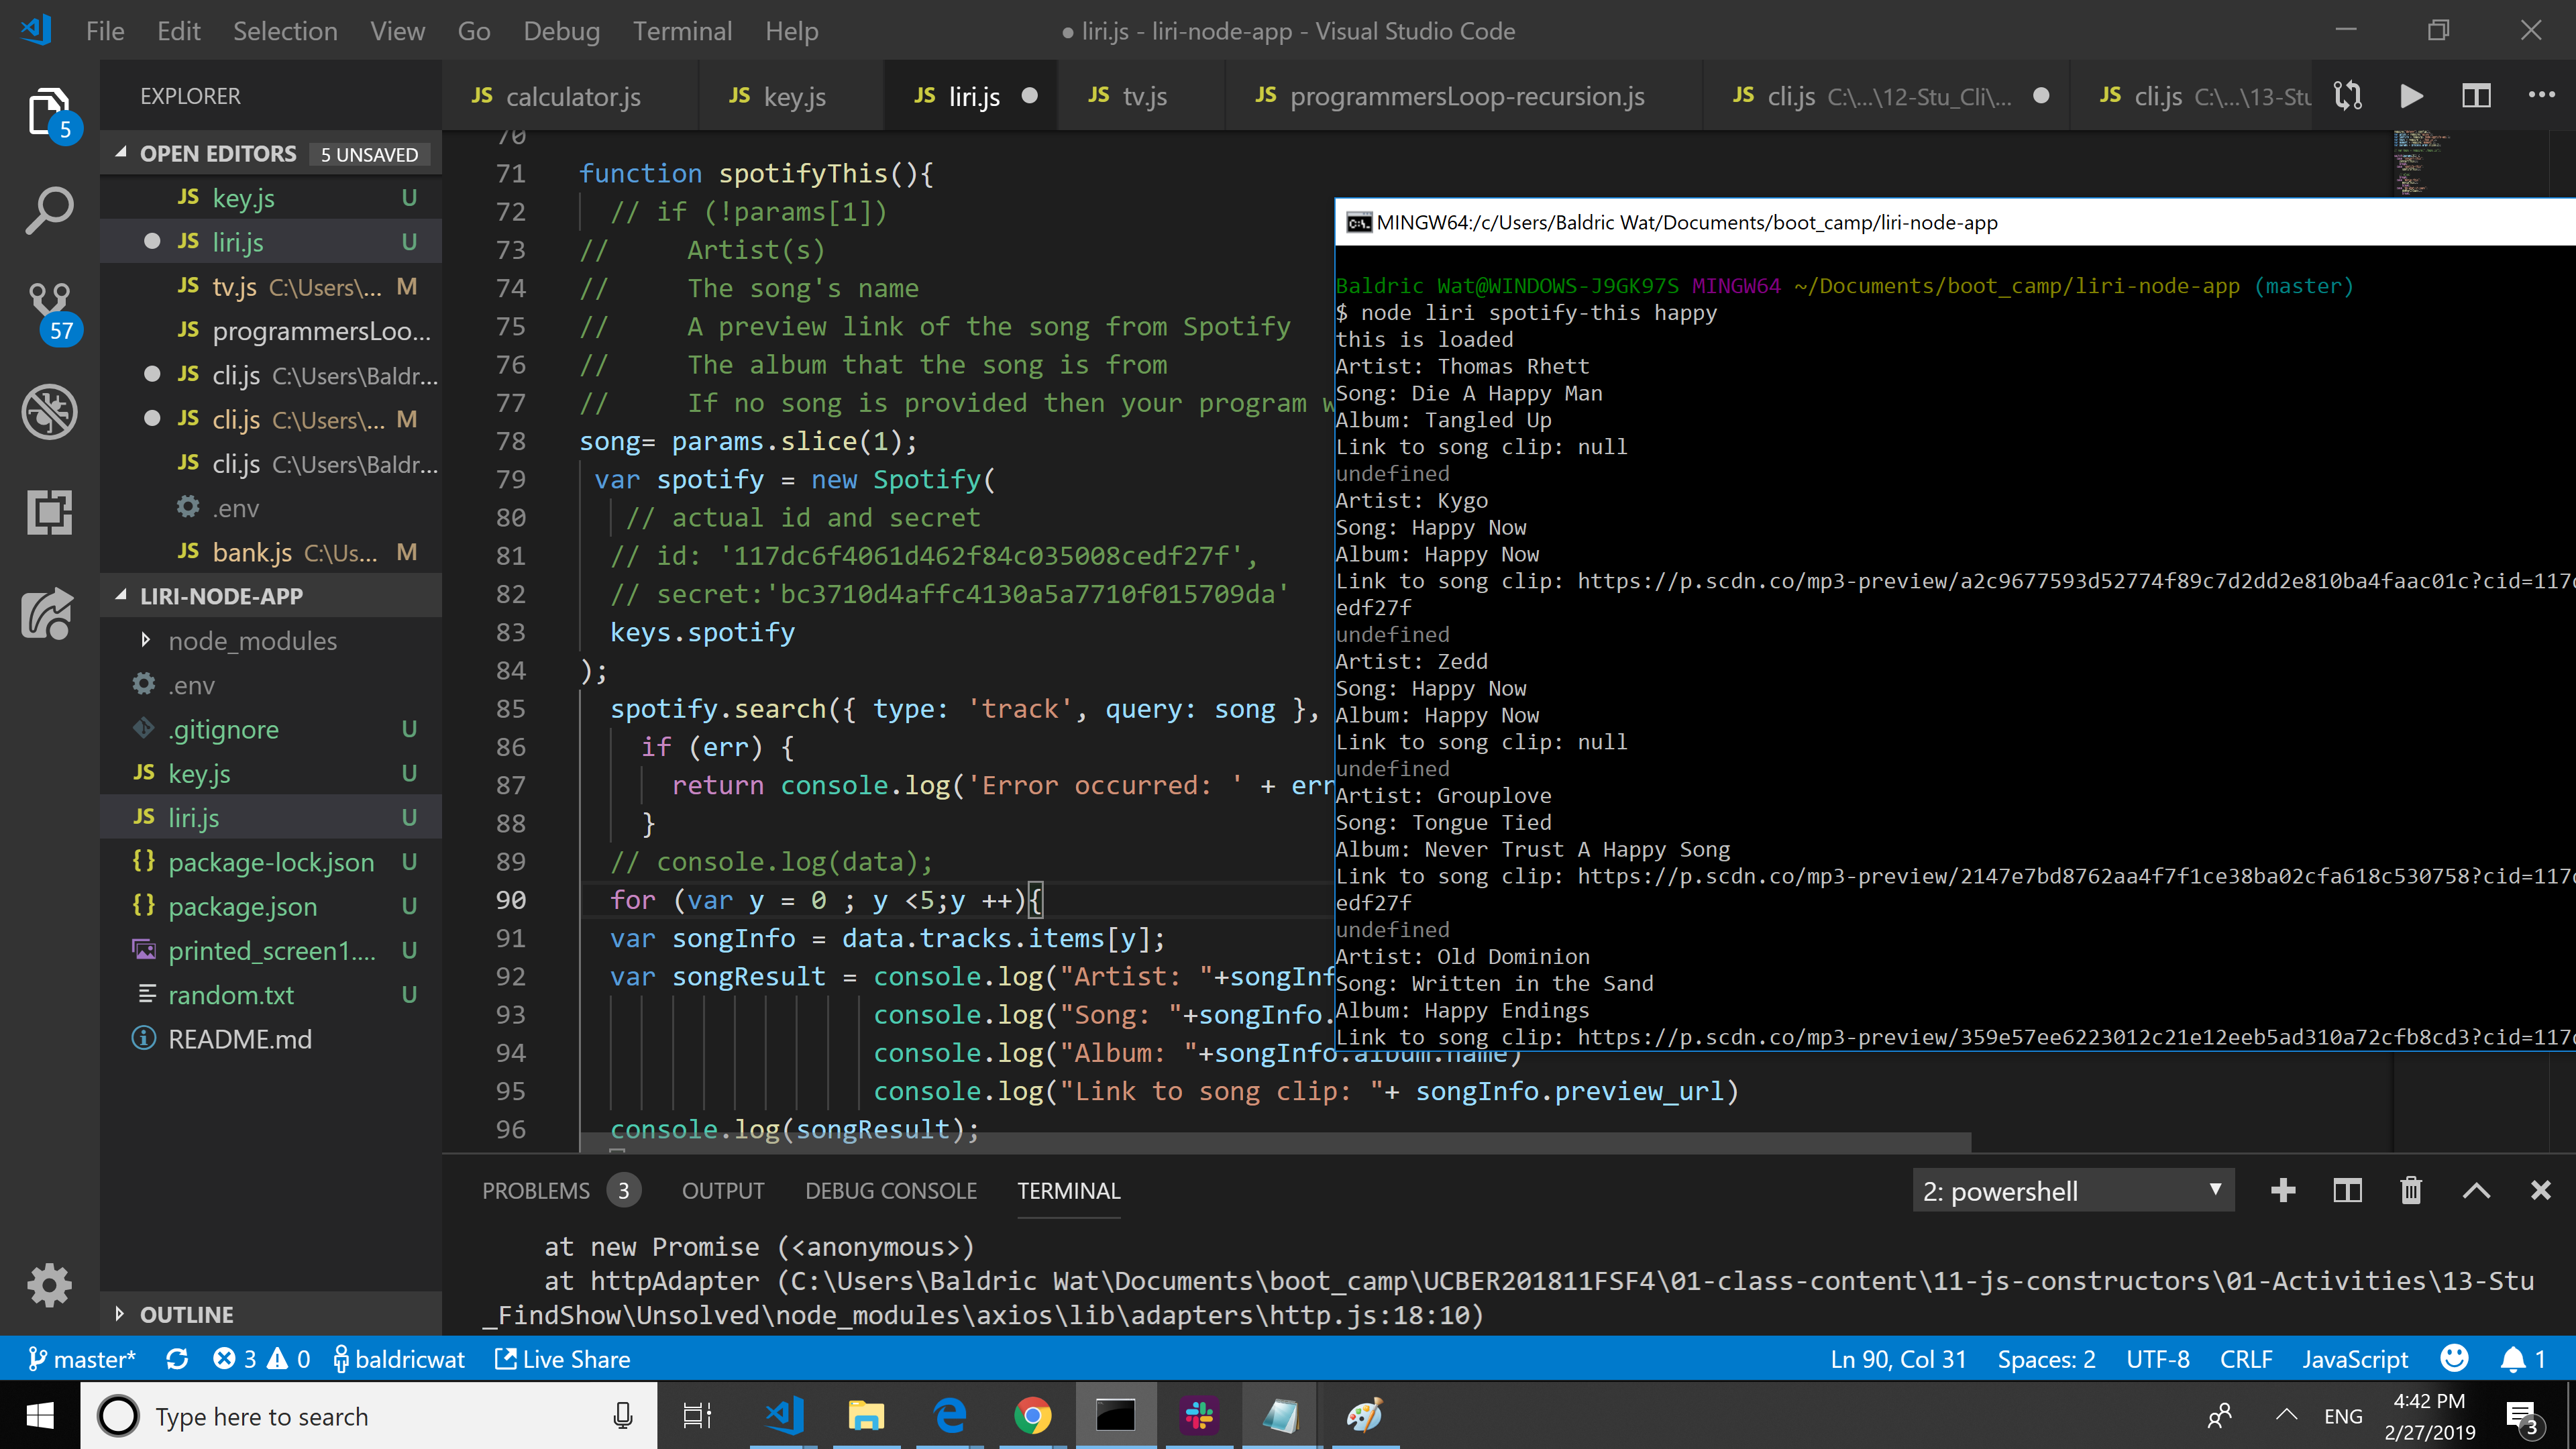 File Edit Selection View Go Debug Terminal Help
● liri.js - liri-node-app - Visual Studio Code
EXPLORER
JS calculator.js JS key.js JS liri.js JS tv.js JS programmersLoop-recursion.js JS cli.js C:\...\12-Stu_Cli\... JS cli.js C:\...\13-Stu
5
57
OPEN EDITORS 5 UNSAVED
JS key.js U
JS liri.js U
JS tv.js C:\Users\... M
JS programmersLoo...
JS cli.js C:\Users\Baldr...
JS cli.js C:\Users\... M
JS cli.js C:\Users\Baldr...
.env
JS bank.js C:\Us... M
LIRI-NODE-APP
node_modules
.env
.gitignore U
JS key.js U
JS liri.js U
{} package-lock.json U
{} package.json U
printed_screen1.... U
random.txt U
README.md
OUTLINE
70
71 function spotifyThis(){
72 // if (!params[1])
73 // Artist(s)
74 // The song's name
75 // A preview link of the song from Spotify
76 // The album that the song is from
77 // If no song is provided then your program w
78 song= params.slice(1);
79 var spotify = new Spotify(
80 // actual id and secret
81 // id: '117dc6f4061d462f84c035008cedf27f',
82 // secret:'bc3710d4affc4130a5a7710f015709da'
83 keys.spotify
84 );
85 spotify.search({ type: 'track', query: song },
86 if (err) {
87 return console.log('Error occurred: ' + err
88 }
89 // console.log(data);
90 for (var y = 0 ; y <5;y ++){
91 var songInfo = data.tracks.items[y];
92 var songResult = console.log("Artist: "+songInf
93 console.log("Song: "+songInfo.
94 console.log("Album: "+songInfo.album.name)
95 console.log("Link to song clip: "+ songInfo.preview_url)
96 console.log(songResult);
MINGW64:/c/Users/Baldric Wat/Documents/boot_camp/liri-node-app
Baldric Wat@WINDOWS-J9GK97S MINGW64 ~/Documents/boot_camp/liri-node-app (master)
$ node liri spotify-this happy
this is loaded
Artist: Thomas Rhett
Song: Die A Happy Man
Album: Tangled Up
Link to song clip: null
undefined
Artist: Kygo
Song: Happy Now
Album: Happy Now
Link to song clip: https://p.scdn.co/mp3-preview/a2c9677593d52774f89c7d2dd2e810ba4faac01c?cid=117d
edf27f
undefined
Artist: Zedd
Song: Happy Now
Album: Happy Now
Link to song clip: null
undefined
Artist: Grouplove
Song: Tongue Tied
Album: Never Trust A Happy Song
Link to song clip: https://p.scdn.co/mp3-preview/2147e7bd8762aa4f7f1ce38ba02cfa618c530758?cid=117d
edf27f
undefined
Artist: Old Dominion
Song: Written in the Sand
Album: Happy Endings
Link to song clip: https://p.scdn.co/mp3-preview/359e57ee6223012c21e12eeb5ad310a72cfb8cd3?cid=117d
PROBLEMS 3 OUTPUT DEBUG CONSOLE TERMINAL 2: powershell
at new Promise (<anonymous>)
at httpAdapter (C:\Users\Baldric Wat\Documents\boot_camp\UCBER201811FSF4\01-class-content\11-js-constructors\01-Activities\13-Stu
_FindShow\Unsolved\node_modules\axios\lib\adapters\http.js:18:10)
master* 3 0 baldricwat Live Share Ln 90, Col 31 Spaces: 2 UTF-8 CRLF JavaScript 1
Type here to search
ENG
4:42 PM
2/27/2019
3